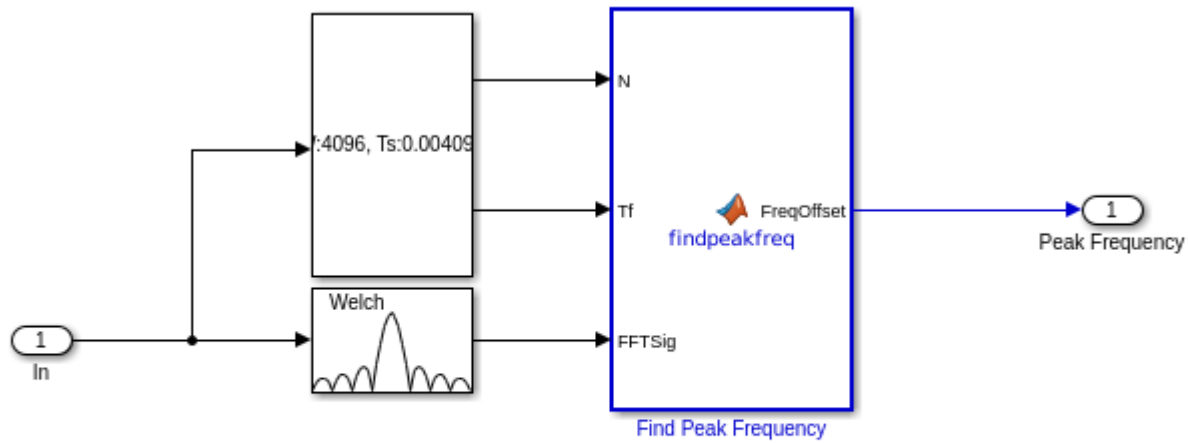 N
:4096, Ts:0.00409
Tf
FreqOffset
1
findpeakfreq
Peak Frequency
Welch
1
FFTSig
In
Find Peak Frequency